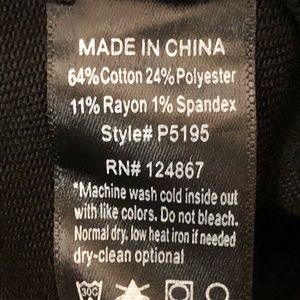 MADE IN CHINA
64%Cotton 24%Polyester
11% Rayon 1% Spandex
Style# P5195
RN# 124867
*Machine wash cold inside out
with like colors. Do not bleach.
Normal dry, low heat iron if needed
dry-clean optional
30C